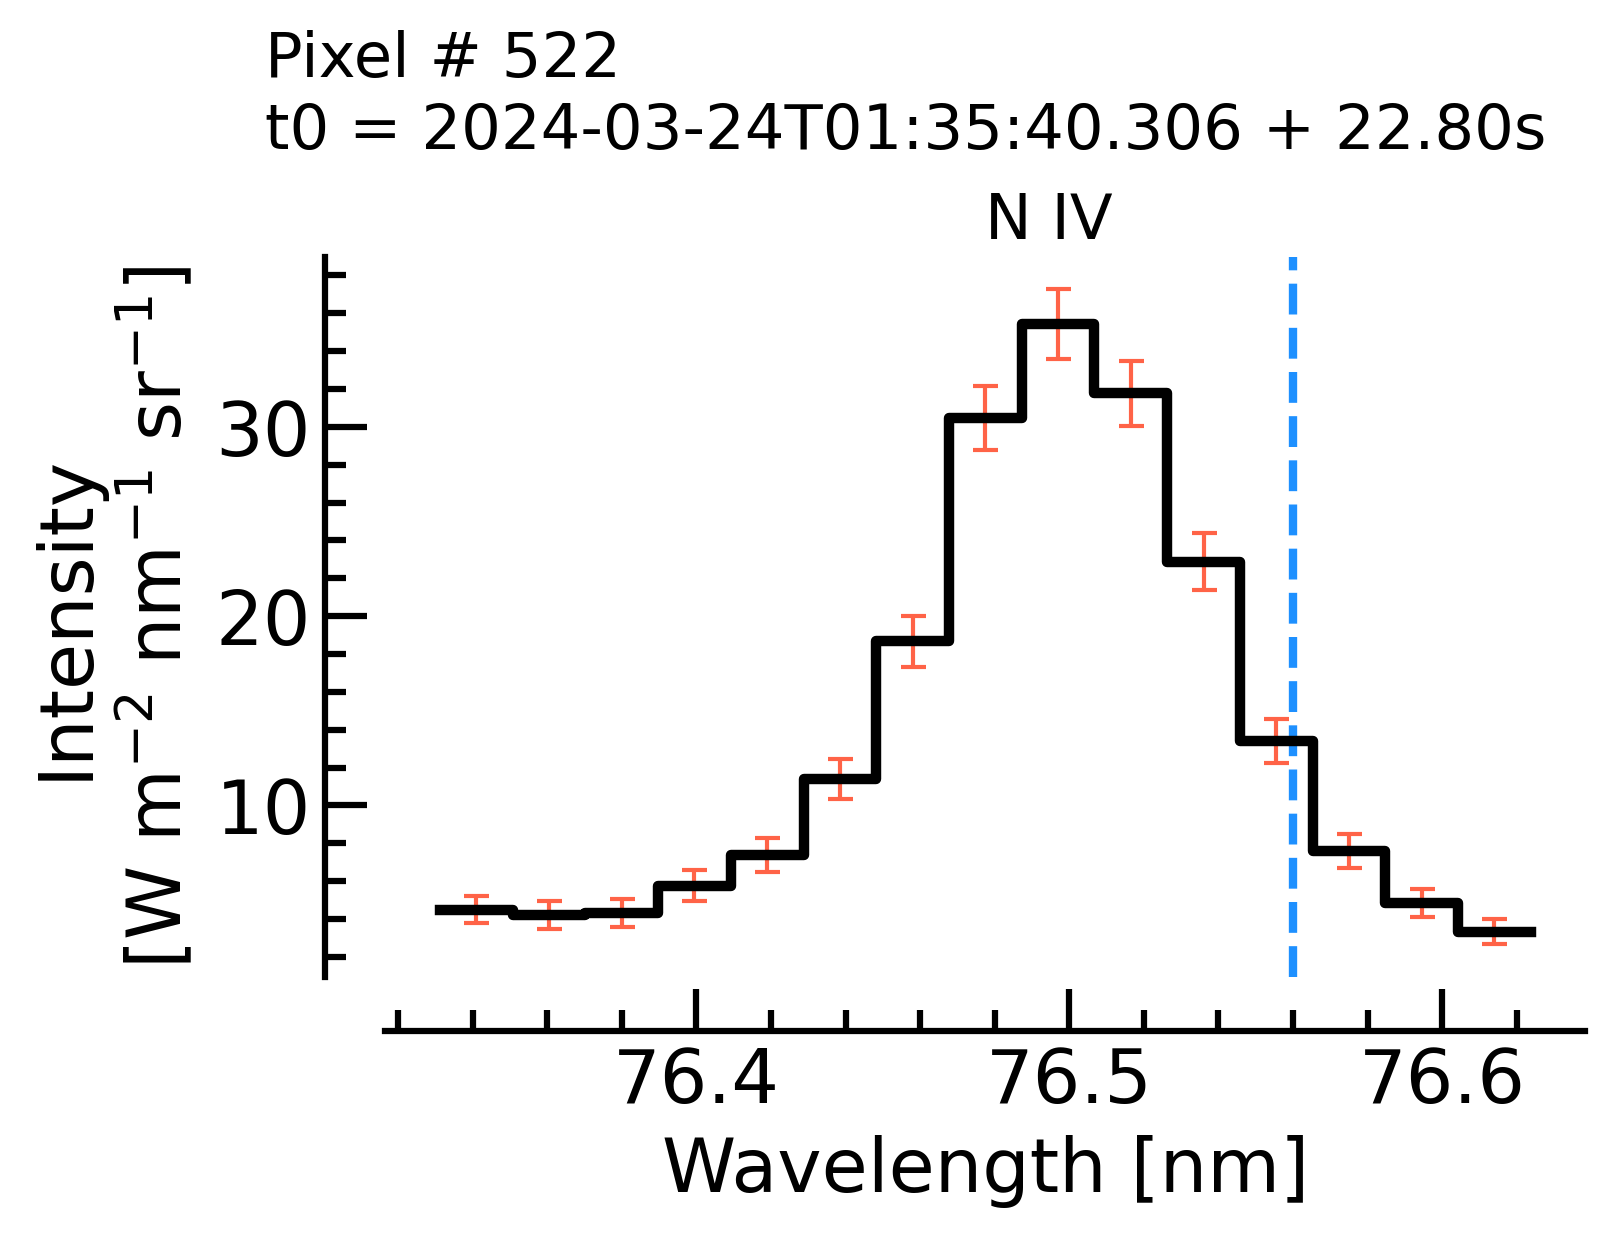 Pixel # 522
t0 = 2024-03-24T01:35:40.306 + 22.80s
N IV
Intensity
[W m⁻² nm⁻¹ sr⁻¹]
30
20
10
76.4 76.5 76.6
Wavelength [nm]